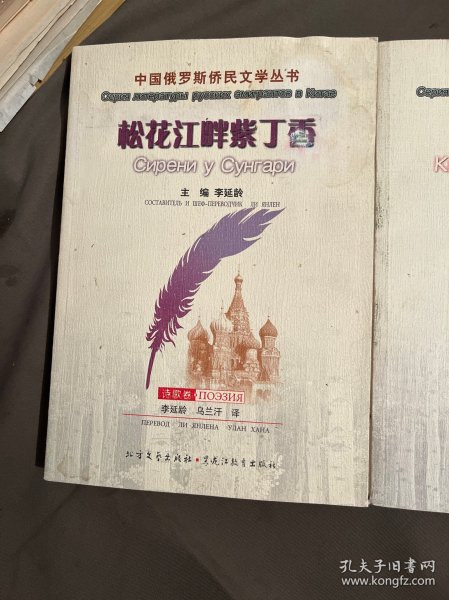 中国俄罗斯侨民文学丛书
Серия литературы русских эмигрантов в Китае
Серия
松花江畔紫丁香
Сирени у Сунгари
К
主 编 李延龄
СОСТАВИТЕЛЬ И ШЕФ-ПЕРЕВОДЧИК ЛИ ЯНЛЕН
诗歌卷·ПОЭЗИЯ
李延龄 乌兰汗 译
ПЕРЕВОД ЛИ ЯНЛЕНА УЛАН ХАНА
北方文艺出版社·黑龙江教育出版社
孔夫子旧书网
www.kongfz.com